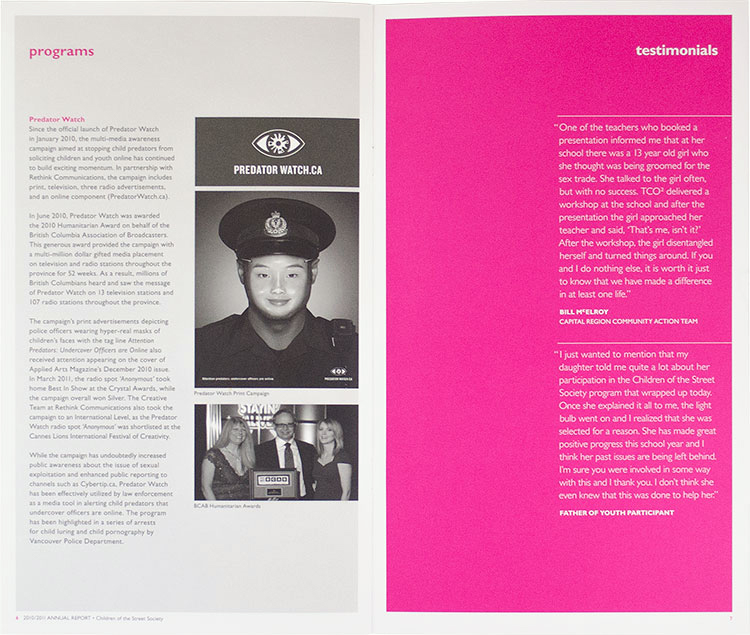 programs
Predator Watch
Since the official launch of Predator Watch
in January 2010, the multi-media awareness
campaign aimed at stopping child predators from
soliciting children and youth online has continued
to build exciting momentum. In partnership with
Rethink Communications, the campaign includes
print, television, three radio advertisements,
and an online component (PredatorWatch.ca).
In June 2010, Predator Watch was awarded
the 2010 Humanitarian Award on behalf of the
British Columbia Association of Broadcasters.
This generous award provided the campaign with
a multi-million dollar gifted media placement
on television and radio stations throughout the
province for 52 weeks. As a result, millions of
British Columbians heard and saw the message
of Predator Watch on 13 television stations and
107 radio stations throughout the province.
The campaign's print advertisements depicting
police officers wearing hyper-real masks of
children's faces with the tag line Attention
Predators: Undercover Officers are Online also
received attention appearing on the cover of
Applied Arts Magazine's December 2010 issue.
In March 2011, the radio spot 'Anonymous' took
home Best In Show at the Crystal Awards, while
the campaign overall won Silver. The Creative
Team at Rethink Communications also took the
campaign to an International Level, as the Predator
Watch radio spot 'Anonymous' was shortlisted at the
Cannes Lions International Festival of Creativity.
While the campaign has undoubtedly increased
public awareness about the issue of sexual
exploitation and enhanced public reporting to
channels such as Cybertip.ca, Predator Watch
has been effectively utilized by law enforcement
as a media tool in alerting child predators that
undercover officers are online. The program
has been highlighted in a series of arrests
for child luring and child pornography by
Vancouver Police Department.
PREDATOR WATCH.CA
Attention predators: undercover officers are online.
PREDATOR WATCH.CA
Predator Watch Print Campaign
STAYIN
BCAB
BCAB Humanitarian Awards
6 2010/2011 ANNUAL REPORT • Children of the Street Society
testimonials
"One of the teachers who booked a
presentation informed me that at her
school there was a 13 year old girl who
she thought was being groomed for the
sex trade. She talked to the girl often,
but with no success. TCO² delivered a
workshop at the school and after the
presentation the girl approached her
teacher and said, 'That's me, isn't it?'
After the workshop, the girl disentangled
herself and turned things around. If you
and I do nothing else, it is worth it just
to know that we have made a difference
in at least one life."
BILL McELROY
CAPITAL REGION COMMUNITY ACTION TEAM
"I just wanted to mention that my
daughter told me quite a lot about her
participation in the Children of the Street
Society program that wrapped up today.
Once she explained it all to me, the light
bulb went on and I realized that she was
selected for a reason. She has made great
positive progress this school year and I
think her past issues are being left behind.
I'm sure you were involved in some way
with this and I thank you. I don't think she
even knew that this was done to help her."
FATHER OF YOUTH PARTICIPANT
7